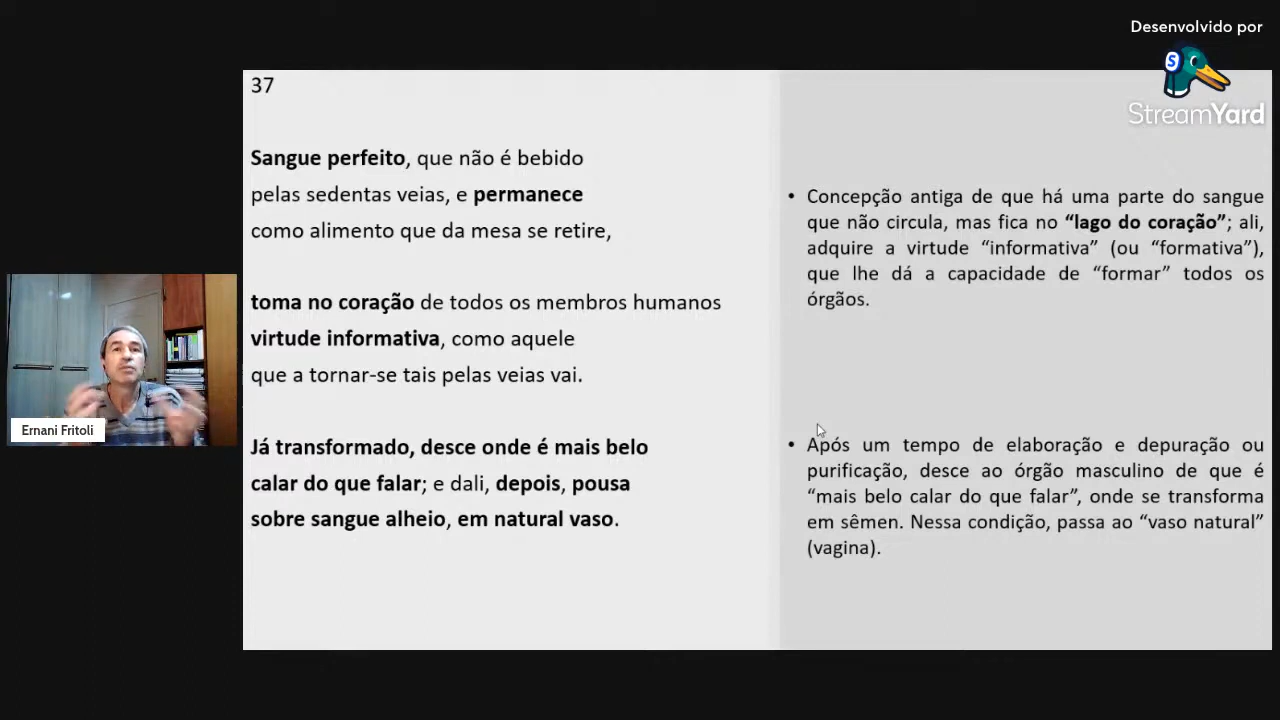 Desenvolvido por
StreamYard
37
Sangue perfeito, que não é bebido
pelas sedentas veias, e permanece
como alimento que da mesa se retire,
toma no coração de todos os membros humanos
virtude informativa, como aquele
que a tornar-se tais pelas veias vai.
Já transformado, desce onde é mais belo
calar do que falar; e dali, depois, pousa
sobre sangue alheio, em natural vaso.
• Concepção antiga de que há uma parte do sangue
que não circula, mas fica no “lago do coração”; ali,
adquire a virtude “informativa” (ou “formativa”),
que lhe dá a capacidade de “formar” todos os
órgãos.
• Após um tempo de elaboração e depuração ou
purificação, desce ao órgão masculino de que é
“mais belo calar do que falar”, onde se transforma
em sêmen. Nessa condição, passa ao “vaso natural”
(vagina).
Ernani Fritoli